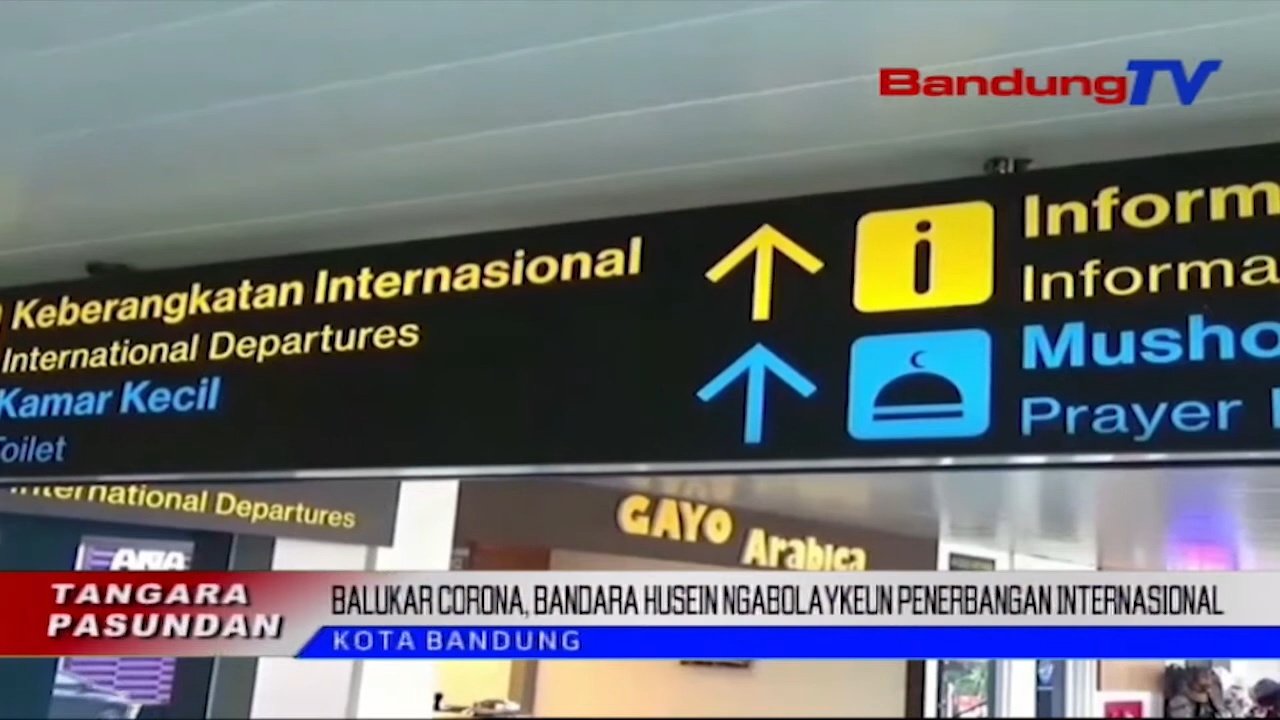 BandungTV
Keberangkatan Internasional
International Departures
Kamar Kecil
Toilet
i
Inform
Informa
Musho
Prayer
International Departures
GAYO Arabica
TANGARA PASUNDAN
BALUKAR CORONA, BANDARA HUSEIN NGABOLAYKEUN PENERBANGAN INTERNASIONAL
KOTA BANDUNG